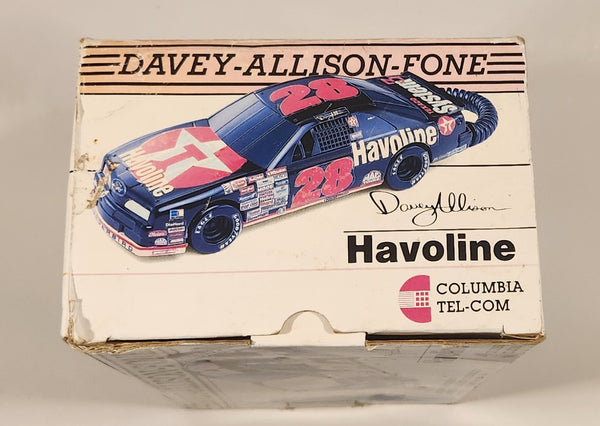 DAVEY-ALLISON-FONE
28
Havoline
28
Havoline
T
Davey Allison
Havoline
COLUMBIA
TEL-COM